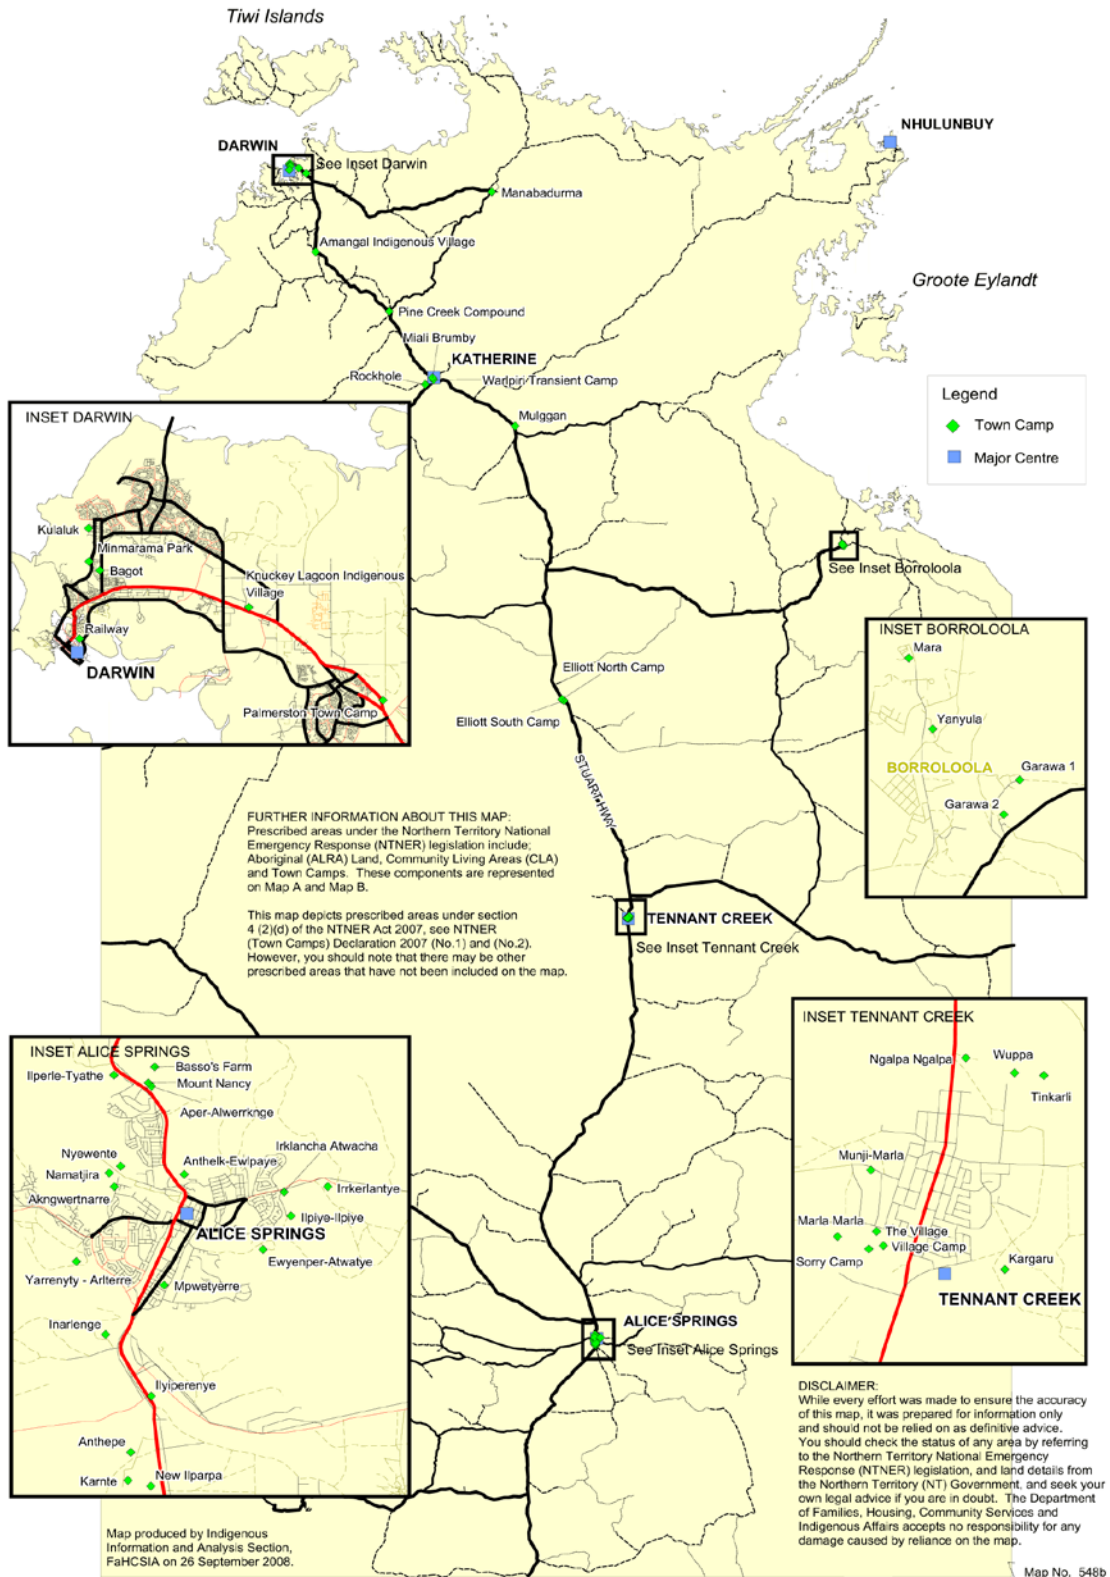 Tiwi Islands
NHULUNBUY
DARWIN
See Inset Darwin
Manabadurma
Amangal Indigenous Village
Groote Eylandt
Pine Creek Compound
Miali Brumby
KATHERINE
Rockhole
Warlpiri Transient Camp
Mulggan
Legend
Town Camp
Major Centre
INSET DARWIN
Kulaluk
Minmarama Park
Bagot
Knuckey Lagoon Indigenous
Village
Railway
DARWIN
Palmerston Town Camp
See Inset Borroloola
INSET BORROLOOLA
Mara
Yanyula
BORROLOOLA
Garawa 1
Garawa 2
Elliott North Camp
Elliott South Camp
STUART HWY
FURTHER INFORMATION ABOUT THIS MAP:
Prescribed areas under the Northern Territory National
Emergency Response (NTNER) legislation include;
Aboriginal (ALRA) Land, Community Living Areas (CLA)
and Town Camps. These components are represented
on Map A and Map B.
This map depicts prescribed areas under section
4 (2)(d) of the NTNER Act 2007, see NTNER
(Town Camps) Declaration 2007 (No.1) and (No.2).
However, you should note that there may be other
prescribed areas that have not been included on the map.
TENNANT CREEK
See Inset Tennant Creek
INSET TENNANT CREEK
Ngalpa Ngalpa
Wuppa
Tinkarli
Munji-Marla
Marla Marla
The Village
Village Camp
Sorry Camp
Kargaru
TENNANT CREEK
INSET ALICE SPRINGS
Basso's Farm
Ilperle-Tyathe
Mount Nancy
Aper-Alwerrknge
Irklancha Atwacha
Nyewente
Anthelk-Ewlpaye
Namatjira
Irrkerlantye
Akngwertnarre
Ilpiye-Ilpiye
ALICE SPRINGS
Ewyenper-Atwatye
Yarrenyty - Arlterre
Mpwetyerre
Inarlenge
Ilyiperenye
Anthepe
Karnte
New Ilparpa
ALICE SPRINGS
See Inset Alice Springs
DISCLAIMER:
While every effort was made to ensure the accuracy
of this map, it was prepared for information only
and should not be relied on as definitive advice.
You should check the status of any area by referring
to the Northern Territory National Emergency
Response (NTNER) legislation, and land details from
the Northern Territory (NT) Government, and seek your
own legal advice if you are in doubt. The Department
of Families, Housing, Community Services and
Indigenous Affairs accepts no responsibility for any
damage caused by reliance on the map.
Map produced by Indigenous
Information and Analysis Section,
FaHCSIA on 26 September 2008.
Map No. 548b